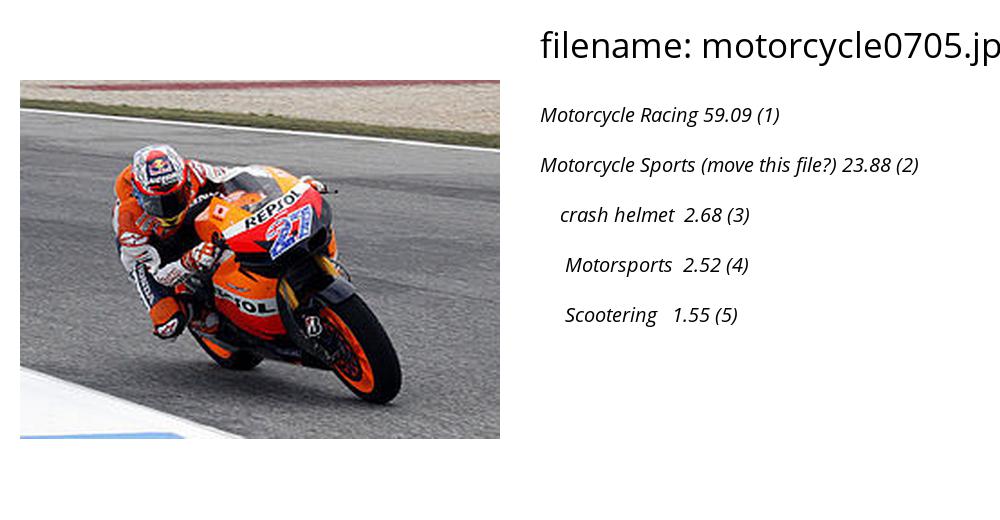 filename: motorcycle0705.jp
Motorcycle Racing 59.09 (1)
Motorcycle Sports (move this file?) 23.88 (2)
crash helmet 2.68 (3)
Motorsports 2.52 (4)
Scootering 1.55 (5)
REPSOL
27
HONDA